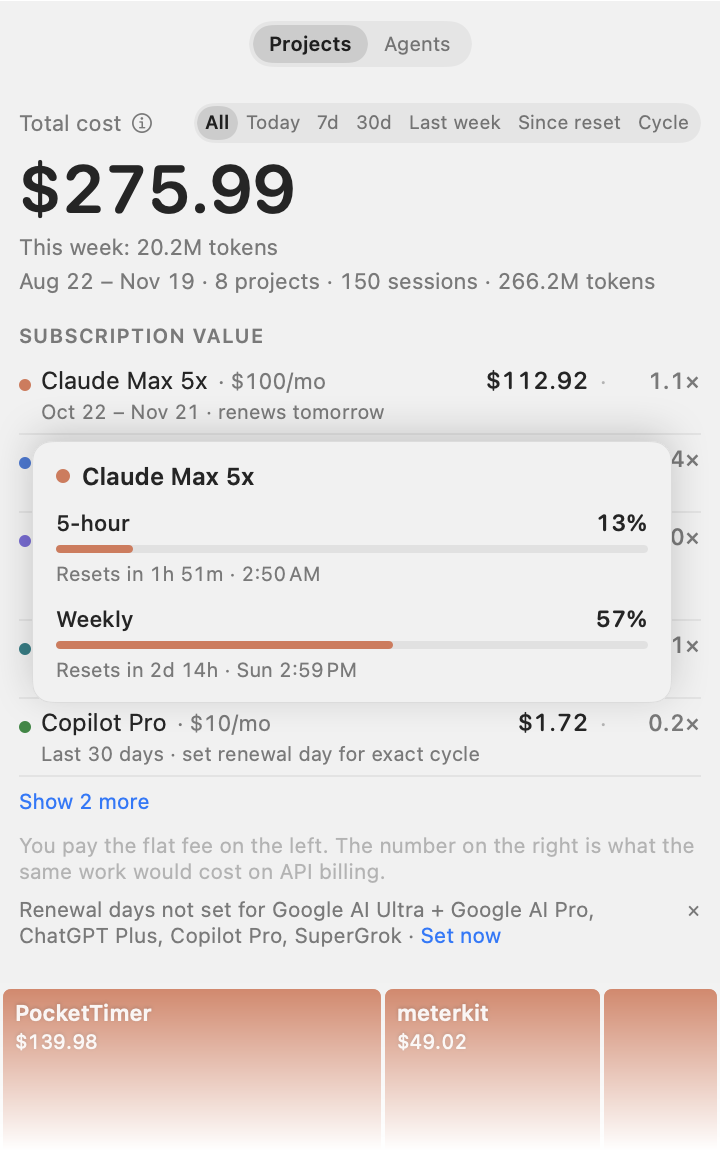 Projects Agents
Total cost All Today 7d 30d Last week Since reset Cycle
$275.99
This week: 20.2M tokens
Aug 22 – Nov 19 · 8 projects · 150 sessions · 266.2M tokens
SUBSCRIPTION VALUE
Claude Max 5x · $100/mo $112.92 · 1.1×
Oct 22 – Nov 21 · renews tomorrow
4×
Claude Max 5x
5-hour 13%
0×
Resets in 1h 51m · 2:50 AM
Weekly 57%
1×
Resets in 2d 14h · Sun 2:59 PM
Copilot Pro · $10/mo $1.72 · 0.2×
Last 30 days · set renewal day for exact cycle
Show 2 more
You pay the flat fee on the left. The number on the right is what the
same work would cost on API billing.
Renewal days not set for Google AI Ultra + Google AI Pro, ×
ChatGPT Plus, Copilot Pro, SuperGrok · Set now
PocketTimer meterkit
$139.98 $49.02